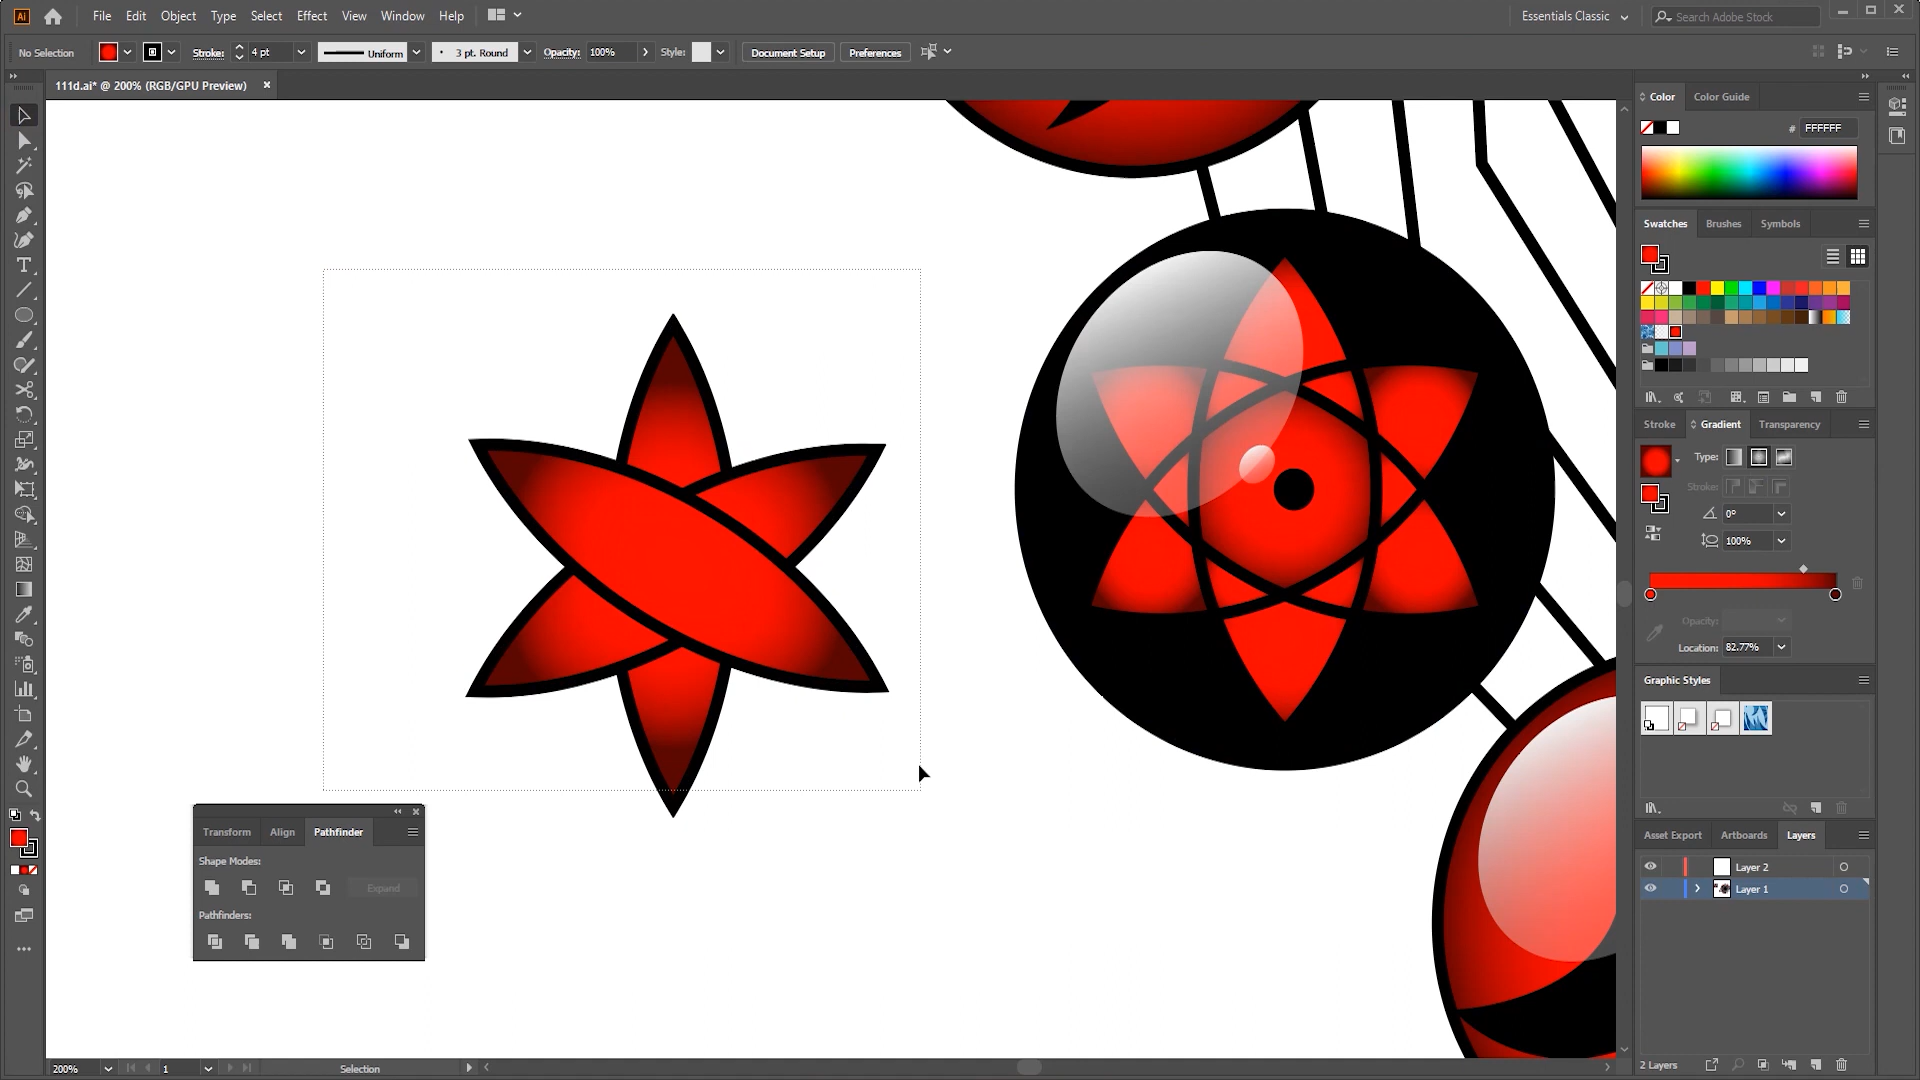 Ai File Edit Object Type Select Effect View Window Help Essentials Classic Search Adobe Stock
No Selection Stroke: 4 pt Uniform 3 pt. Round Opacity: 100% Style: Document Setup Preferences
111d.ai* @ 200% (RGB/GPU Preview)
Color Color Guide
# FFFFFF
Swatches Brushes Symbols
Stroke Gradient Transparency
Type:
Stroke:
0°
100%
Opacity:
Location: 82.77%
Graphic Styles
Transform Align Pathfinder
Shape Modes:
Expand
Pathfinders:
Asset Export Artboards Layers
Layer 2
Layer 1
200% 1 Selection 2 Layers